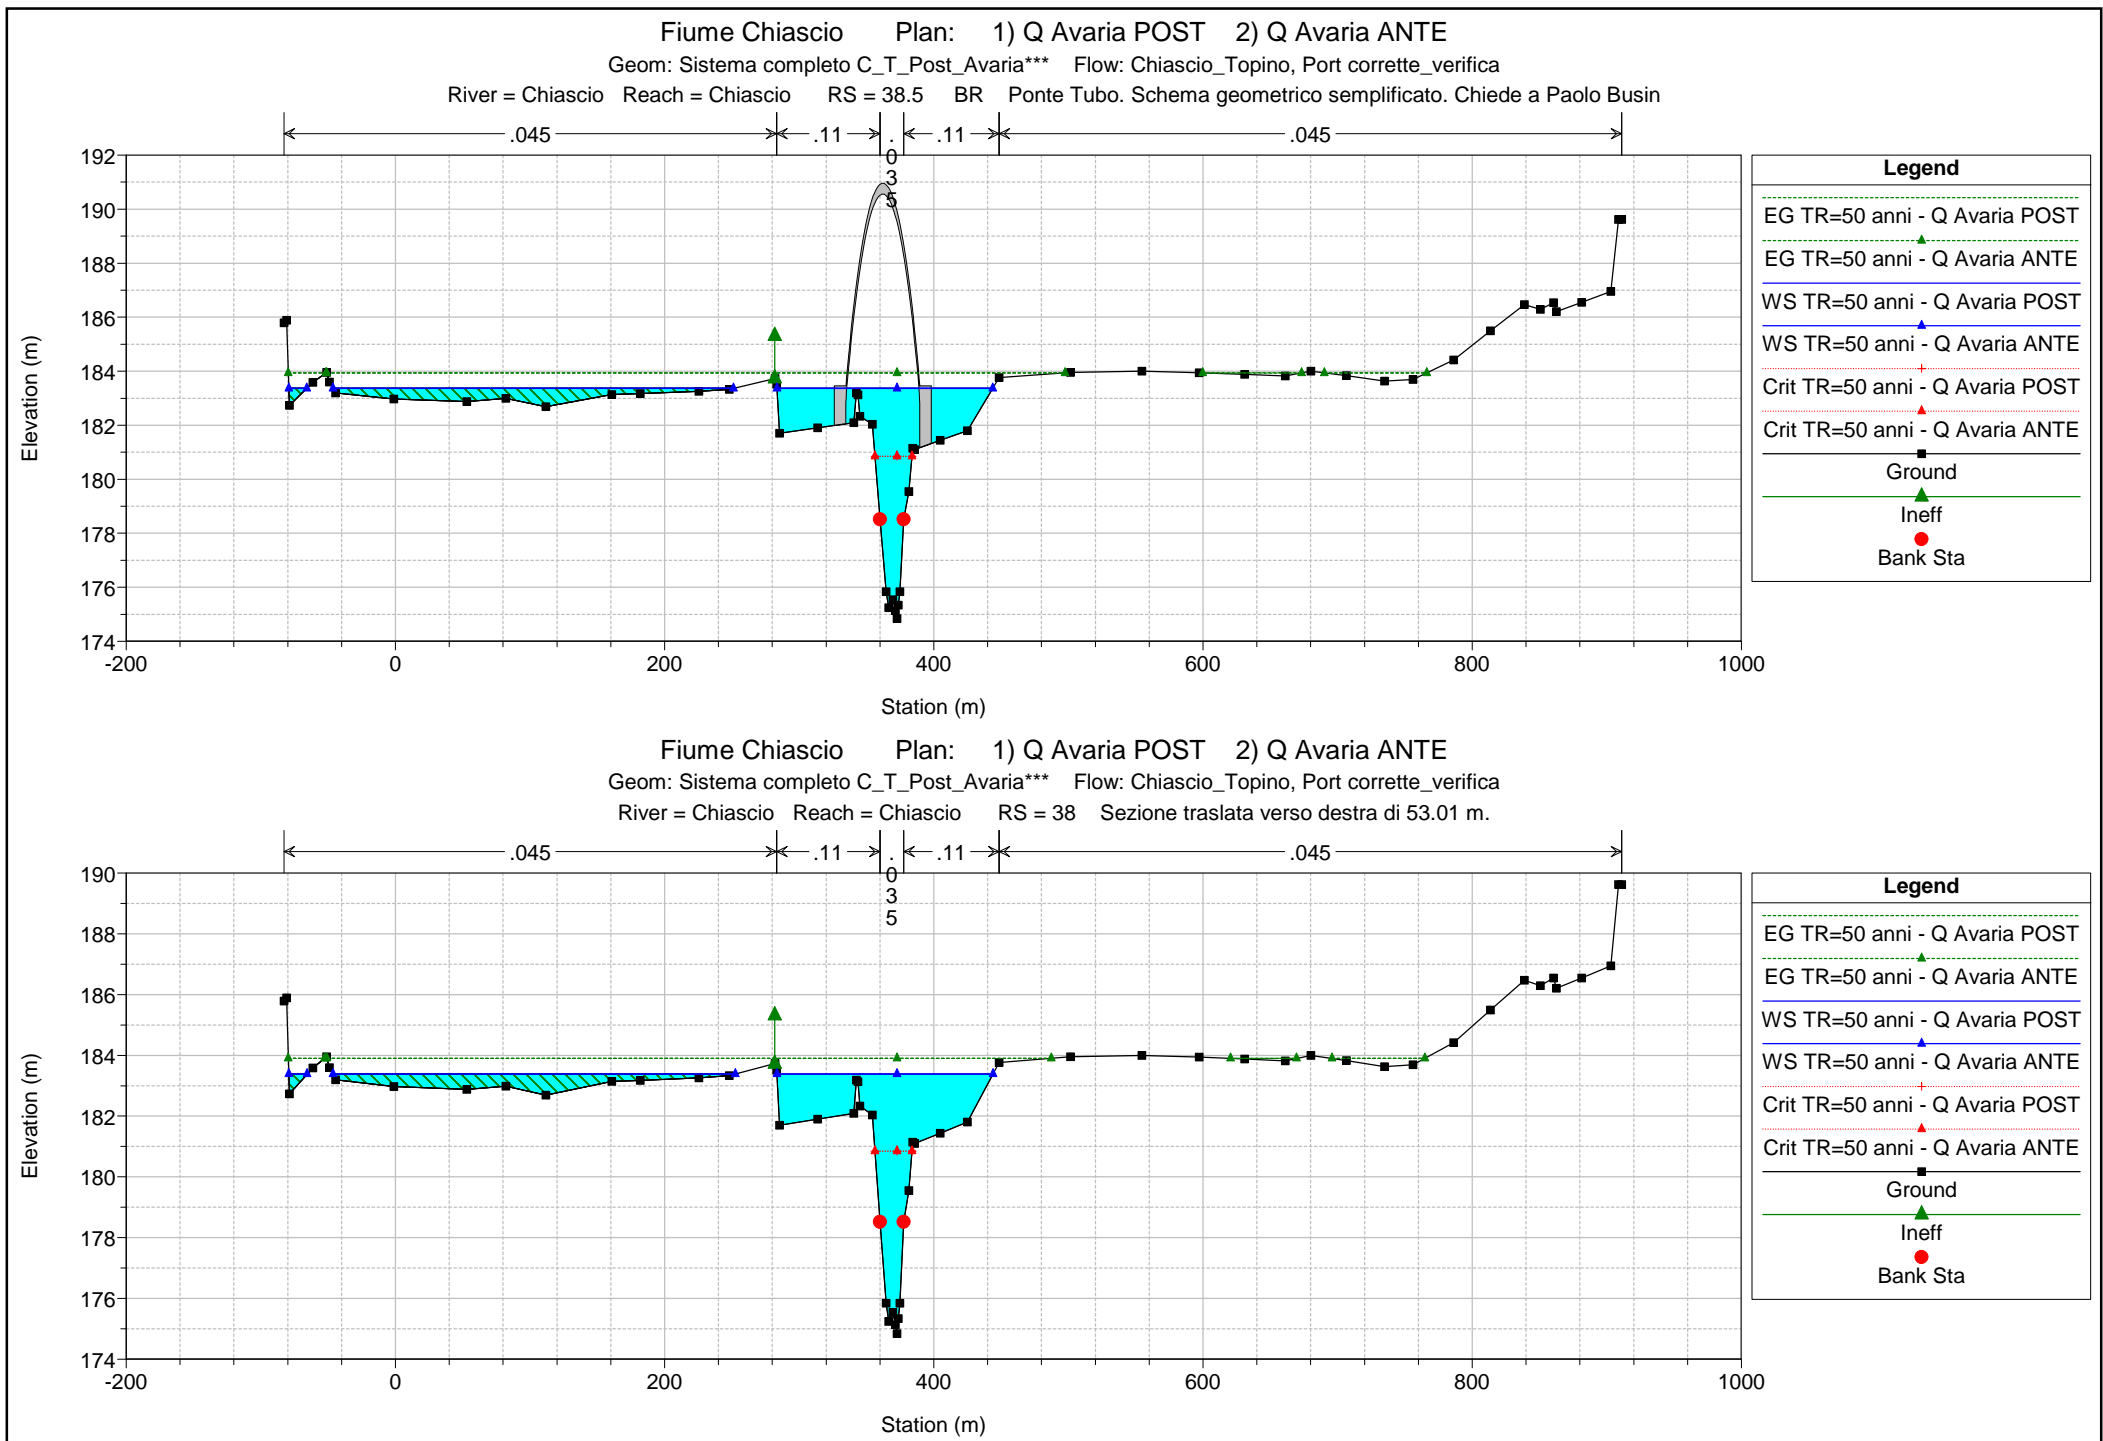 Fiume Chiascio Plan: 1) Q Avaria POST 2) Q Avaria ANTE
Geom: Sistema completo C_T_Post_Avaria*** Flow: Chiascio_Topino, Port corrette_verifica
River = Chiascio Reach = Chiascio RS = 38.5 BR Ponte Tubo. Schema geometrico semplificato. Chiede a Paolo Busin
.045 .11 .035 .11 .045
192
190
188
186
184
182
180
178
176
174
Elevation (m)
-200 0 200 400 600 800 1000
Station (m)
Legend
EG TR=50 anni - Q Avaria POST
EG TR=50 anni - Q Avaria ANTE
WS TR=50 anni - Q Avaria POST
WS TR=50 anni - Q Avaria ANTE
Crit TR=50 anni - Q Avaria POST
Crit TR=50 anni - Q Avaria ANTE
Ground
Ineff
Bank Sta
Fiume Chiascio Plan: 1) Q Avaria POST 2) Q Avaria ANTE
Geom: Sistema completo C_T_Post_Avaria*** Flow: Chiascio_Topino, Port corrette_verifica
River = Chiascio Reach = Chiascio RS = 38 Sezione traslata verso destra di 53.01 m.
.045 .11 .035 .11 .045
190
188
186
184
182
180
178
176
174
Elevation (m)
-200 0 200 400 600 800 1000
Station (m)
Legend
EG TR=50 anni - Q Avaria POST
EG TR=50 anni - Q Avaria ANTE
WS TR=50 anni - Q Avaria POST
WS TR=50 anni - Q Avaria ANTE
Crit TR=50 anni - Q Avaria POST
Crit TR=50 anni - Q Avaria ANTE
Ground
Ineff
Bank Sta